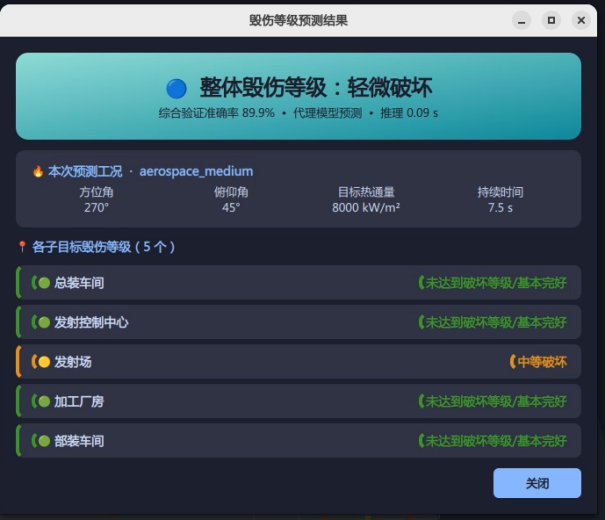 毁伤等级预测结果
整体毁伤等级：轻微破坏
综合验证准确率 89.9% • 代理模型预测 • 推理 0.09 s
本次预测工况 · aerospace_medium
方位角 俯仰角 目标热通量 持续时间
270° 45° 8000 kW/m² 7.5 s
各子目标毁伤等级（5 个）
总装车间 未达到破坏等级/基本完好
发射控制中心 未达到破坏等级/基本完好
发射场 中等破坏
加工厂房 未达到破坏等级/基本完好
部装车间 未达到破坏等级/基本完好
关闭